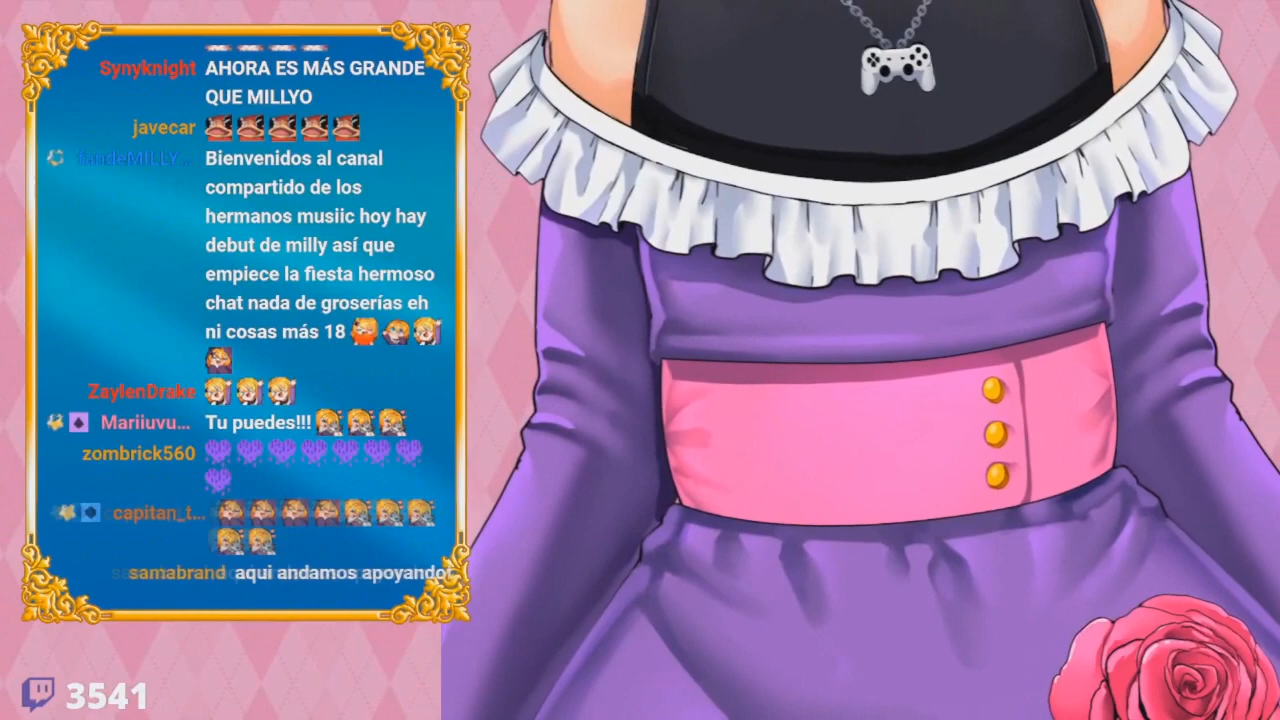 Synyknight AHORA ES MÁS GRANDE
QUE MILLYO
javecar
fandeMILLY... Bienvenidos al canal
compartido de los
hermanos musiic hoy hay
debut de milly así que
empiece la fiesta hermoso
chat nada de groserías eh
ni cosas más 18
ZaylenDrake
Mariiuvu... Tu puedes!!!
zombrick560
capitan_t...
samabrand aqui andamos apoyando
3541